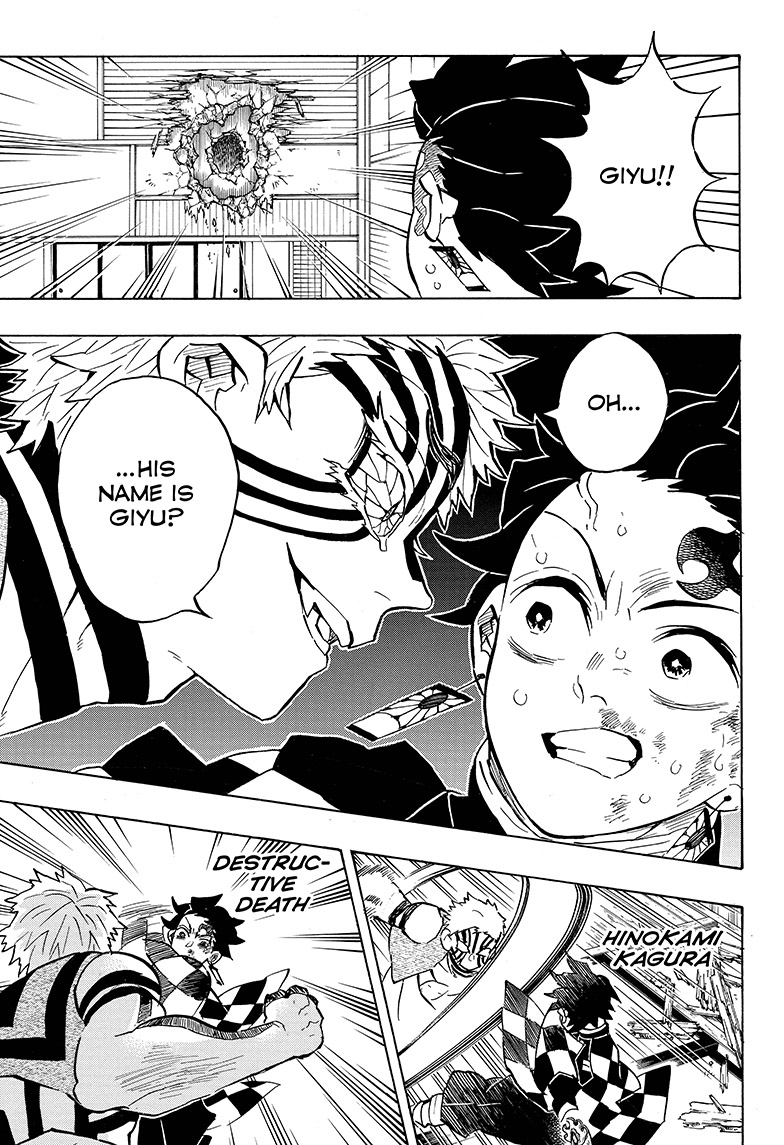 GIYU!!
OH...
...HIS
NAME IS
GIYU?
HINOKAMI
KAGURA
DESTRUC-
TIVE
DEATH